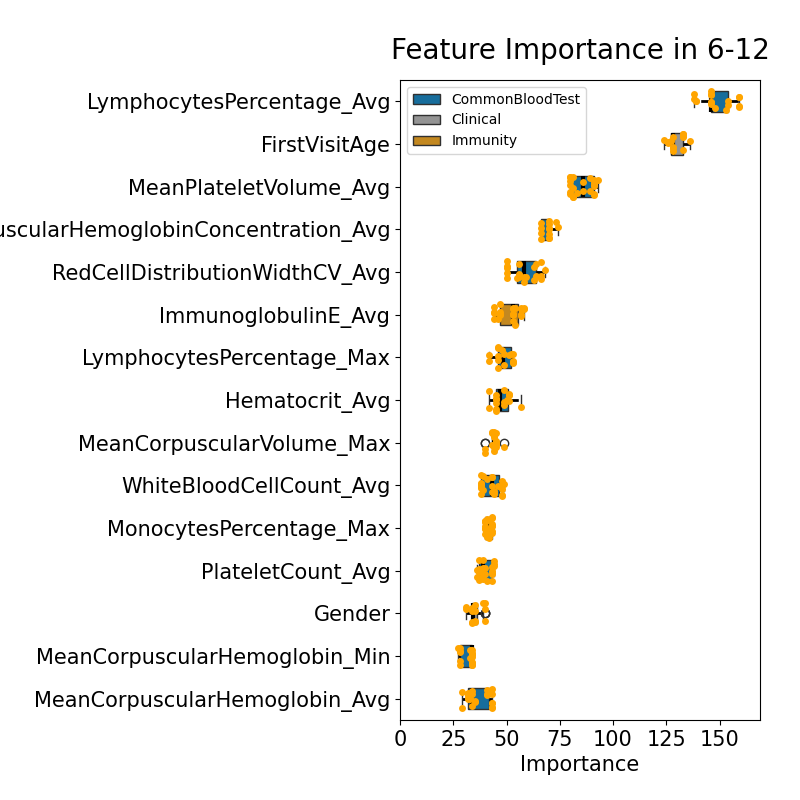 Feature Importance in 6-12
LymphocytesPercentage_Avg
FirstVisitAge
MeanPlateletVolume_Avg
uscularHemoglobinConcentration_Avg
RedCellDistributionWidthCV_Avg
ImmunoglobulinE_Avg
LymphocytesPercentage_Max
Hematocrit_Avg
MeanCorpuscularVolume_Max
WhiteBloodCellCount_Avg
MonocytesPercentage_Max
PlateletCount_Avg
Gender
MeanCorpuscularHemoglobin_Min
MeanCorpuscularHemoglobin_Avg
CommonBloodTest
Clinical
Immunity
0 25 50 75 100 125 150
Importance